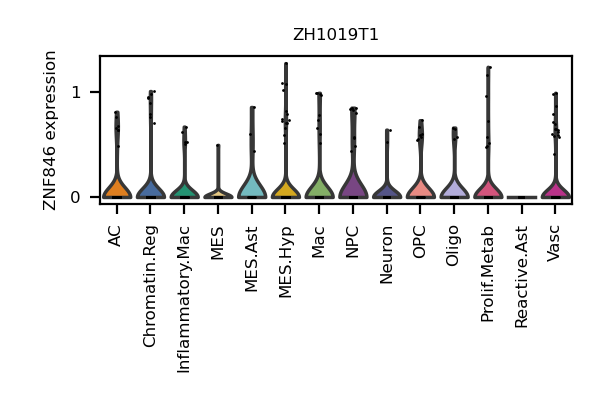 ZH1019T1
ZNF846 expression
1
0
AC
Chromatin.Reg
Inflammatory.Mac
MES
MES.Ast
MES.Hyp
Mac
NPC
Neuron
OPC
Oligo
Prolif.Metab
Reactive.Ast
Vasc